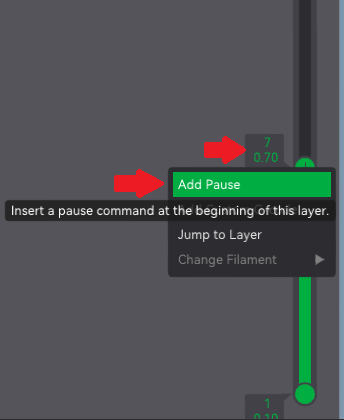 7
0.70
Add Pause
Insert a pause command at the beginning of this layer.
Jump to Layer
Change Filament
1
0.10